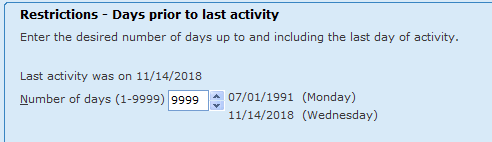 Restrictions - Days prior to last activity
Enter the desired number of days up to and including the last day of activity.
Last activity was on 11/14/2018
Number of days (1-9999) 9999 07/01/1991 (Monday)
11/14/2018 (Wednesday)